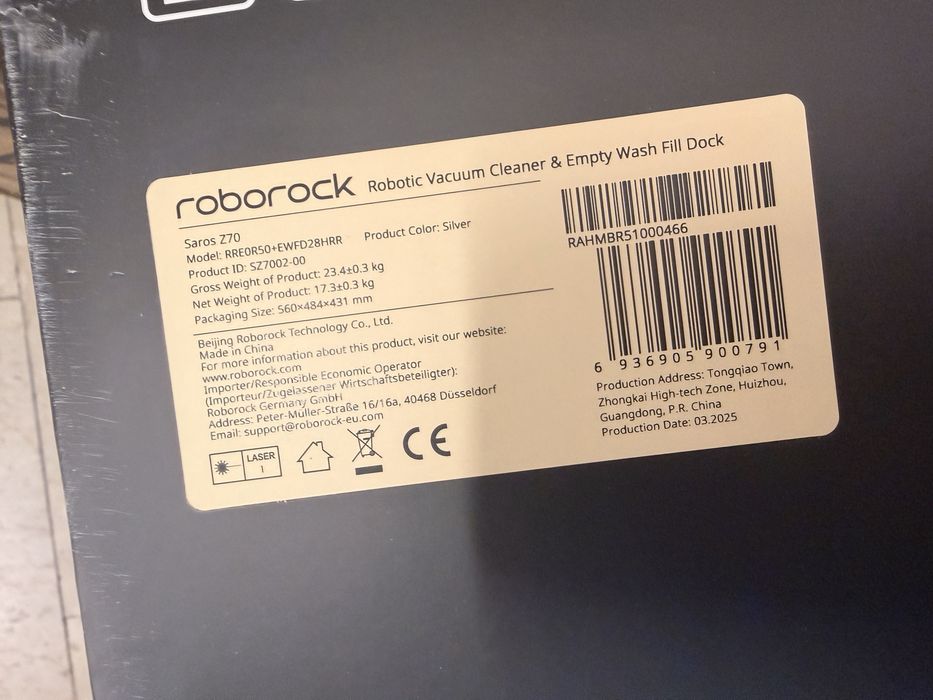 roborock Robotic Vacuum Cleaner & Empty Wash Fill Dock
Saros Z70
Model: RRE0R50+EWFD28HRR Product Color: Silver
Product ID: SZ7002-00
Gross Weight of Product: 23.4±0.3 kg
Net Weight of Product: 17.3±0.3 kg
Packaging Size: 560×484×431 mm
Beijing Roborock Technology Co., Ltd.
Made in China
For more information about this product, visit our website:
www.roborock.com
Importer/Responsible Economic Operator
(Importeur/Zugelassener Wirtschaftsbeteiligter):
Roborock Germany GmbH
Address: Peter-Müller-Straße 16/16a, 40468 Düsseldorf
Email: support@roborock-eu.com
LASER
1
CE
RAHMBR51000466
6 936905 900791
Production Address: Tongqiao Town,
Zhongkai High-tech Zone, Huizhou,
Guangdong, P.R. China
Production Date: 03.2025